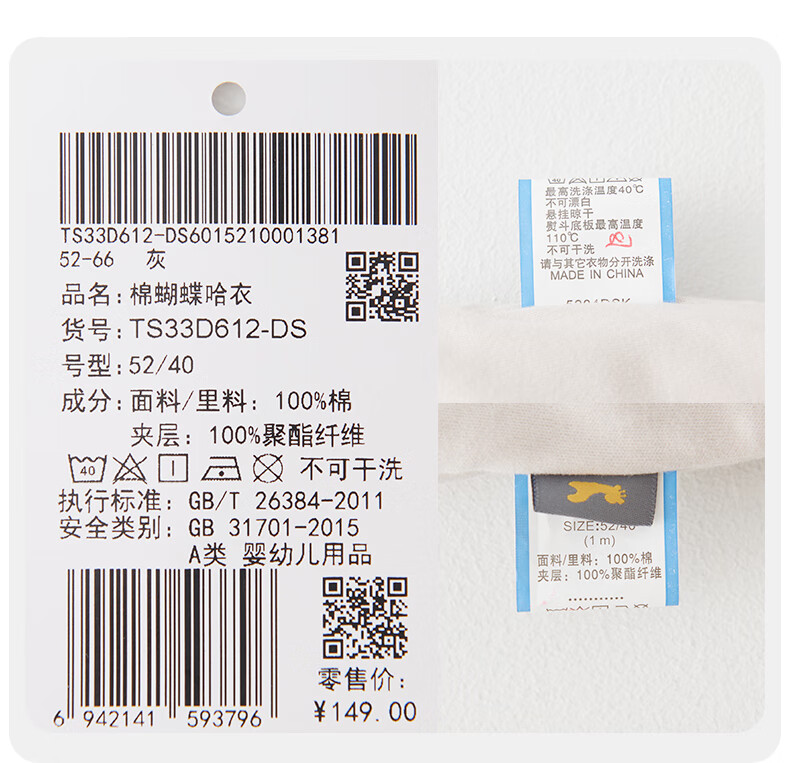 TS33D612-DS6015210001381
52-66 灰
品名:棉蝴蝶哈衣
货号:TS33D612-DS
号型:52/40
成分:面料/里料: 100%棉
夹层: 100%聚酯纤维
40 不可干洗
执行标准: GB/T 26384-2011
安全类别: GB 31701-2015
A类 婴幼儿用品
零售价:
¥149.00
6 942141 593796
最高洗涤温度40℃
不可漂白
悬挂晾干
熨斗底板最高温度
110℃
不可干洗
请与其它衣物分开洗涤
MADE IN CHINA
SIZE:52/40
(1 m)
面料/里料: 100%棉
夹层: 100%聚酯纤维